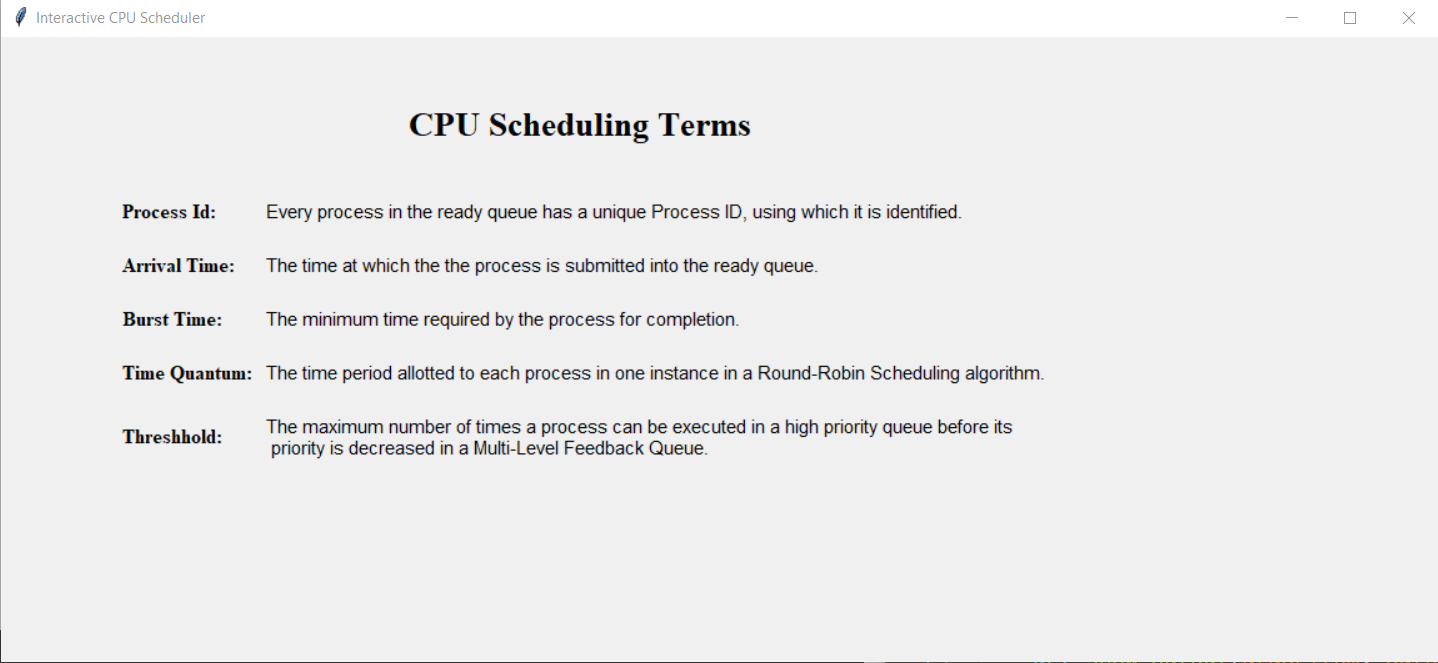 Interactive CPU Scheduler
CPU Scheduling Terms
Process Id: Every process in the ready queue has a unique Process ID, using which it is identified.
Arrival Time: The time at which the the process is submitted into the ready queue.
Burst Time: The minimum time required by the process for completion.
Time Quantum: The time period allotted to each process in one instance in a Round-Robin Scheduling algorithm.
Threshhold: The maximum number of times a process can be executed in a high priority queue before its
priority is decreased in a Multi-Level Feedback Queue.